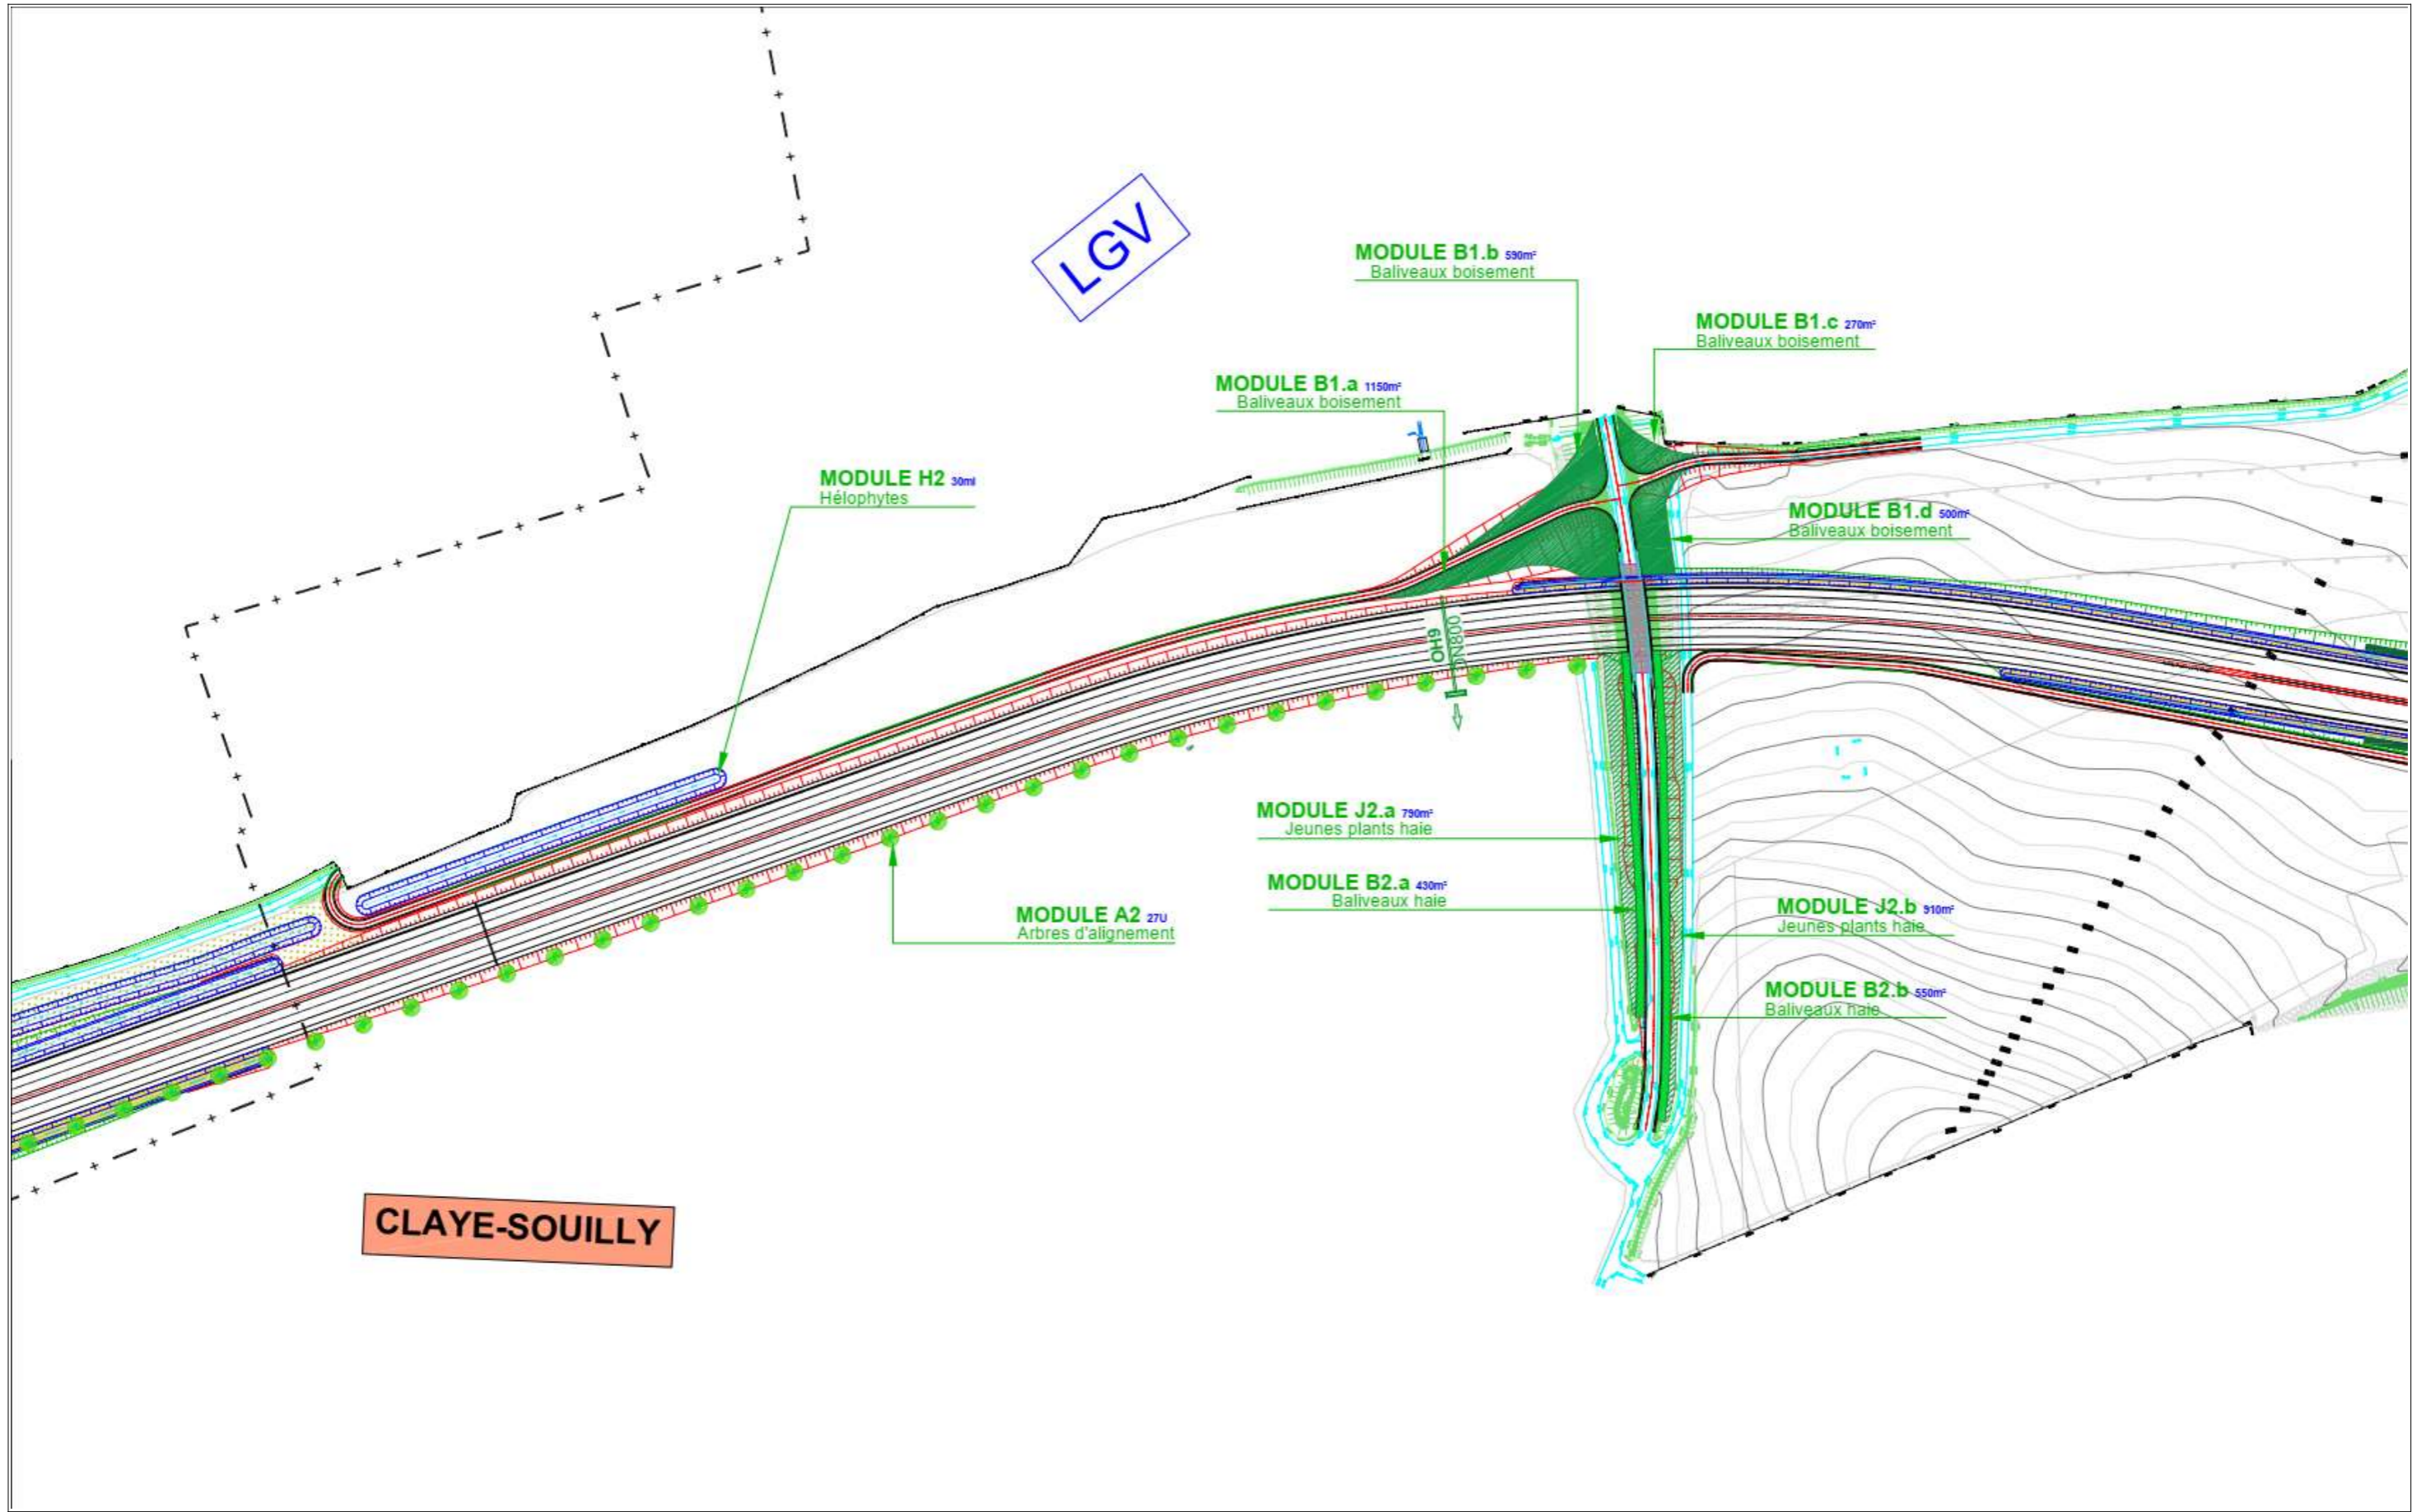 LGV
MODULE B1.b 590m²
Baliveaux boisement
MODULE B1.c 270m²
Baliveaux boisement
MODULE B1.a 1150m²
Baliveaux boisement
MODULE H2 30ml
Hélophytes
MODULE B1.d 500m²
Baliveaux boisement
OH9
MODULE J2.a 790m²
Jeunes plants haie
MODULE B2.a 430m²
Baliveaux haie
MODULE A2 27U
Arbres d'alignement
MODULE J2.b 910m²
Jeunes plants haie
MODULE B2.b 550m²
Baliveaux haie
CLAYE-SOUILLY